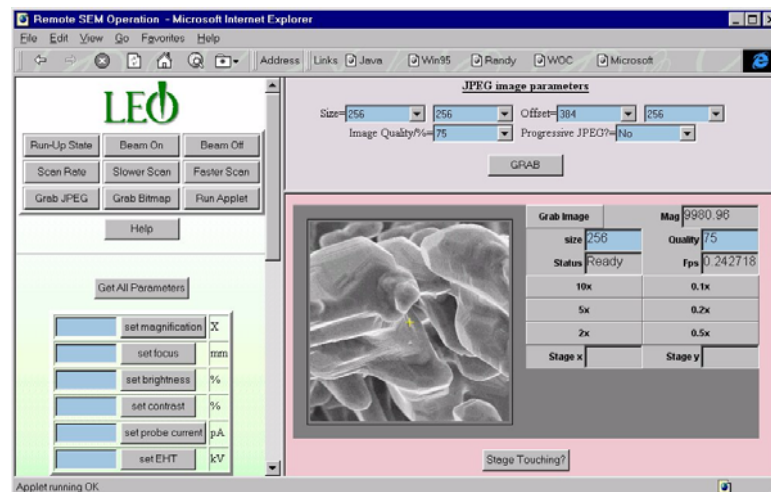 Remote SEM Operation - Microsoft Internet Explorer
File Edit View Go Favorites Help
Address Links Java Win95 Randy WOC Microsoft
LEO
Run-Up State Beam On Beam Off
Scan Rate Slower Scan Faster Scan
Grab JPEG Grab Bitmap Run Applet
Help
Get All Parameters
set magnification X
set focus mm
set brightness %
set contrast %
set probe current pA
set EHT kV
JPEG image parameters
Size= 256 256 Offset= 384 256
Image Quality/%= 75 Progressive JPEG?= No
GRAB
Grab Image Mag 9980.96
size 256 Quality 75
Status Ready Fps 0.242718
10x 0.1x
5x 0.2x
2x 0.5x
Stage x Stage y
Stage Touching?
Applet running OK